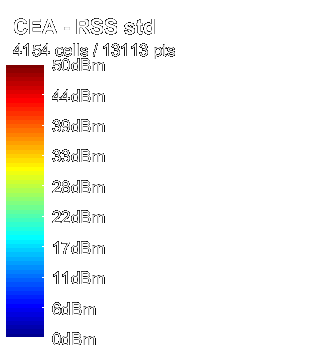 CEA - RSS std
4154 cells / 13113 pts
50dBm
44dBm
39dBm
33dBm
28dBm
22dBm
17dBm
11dBm
6dBm
0dBm